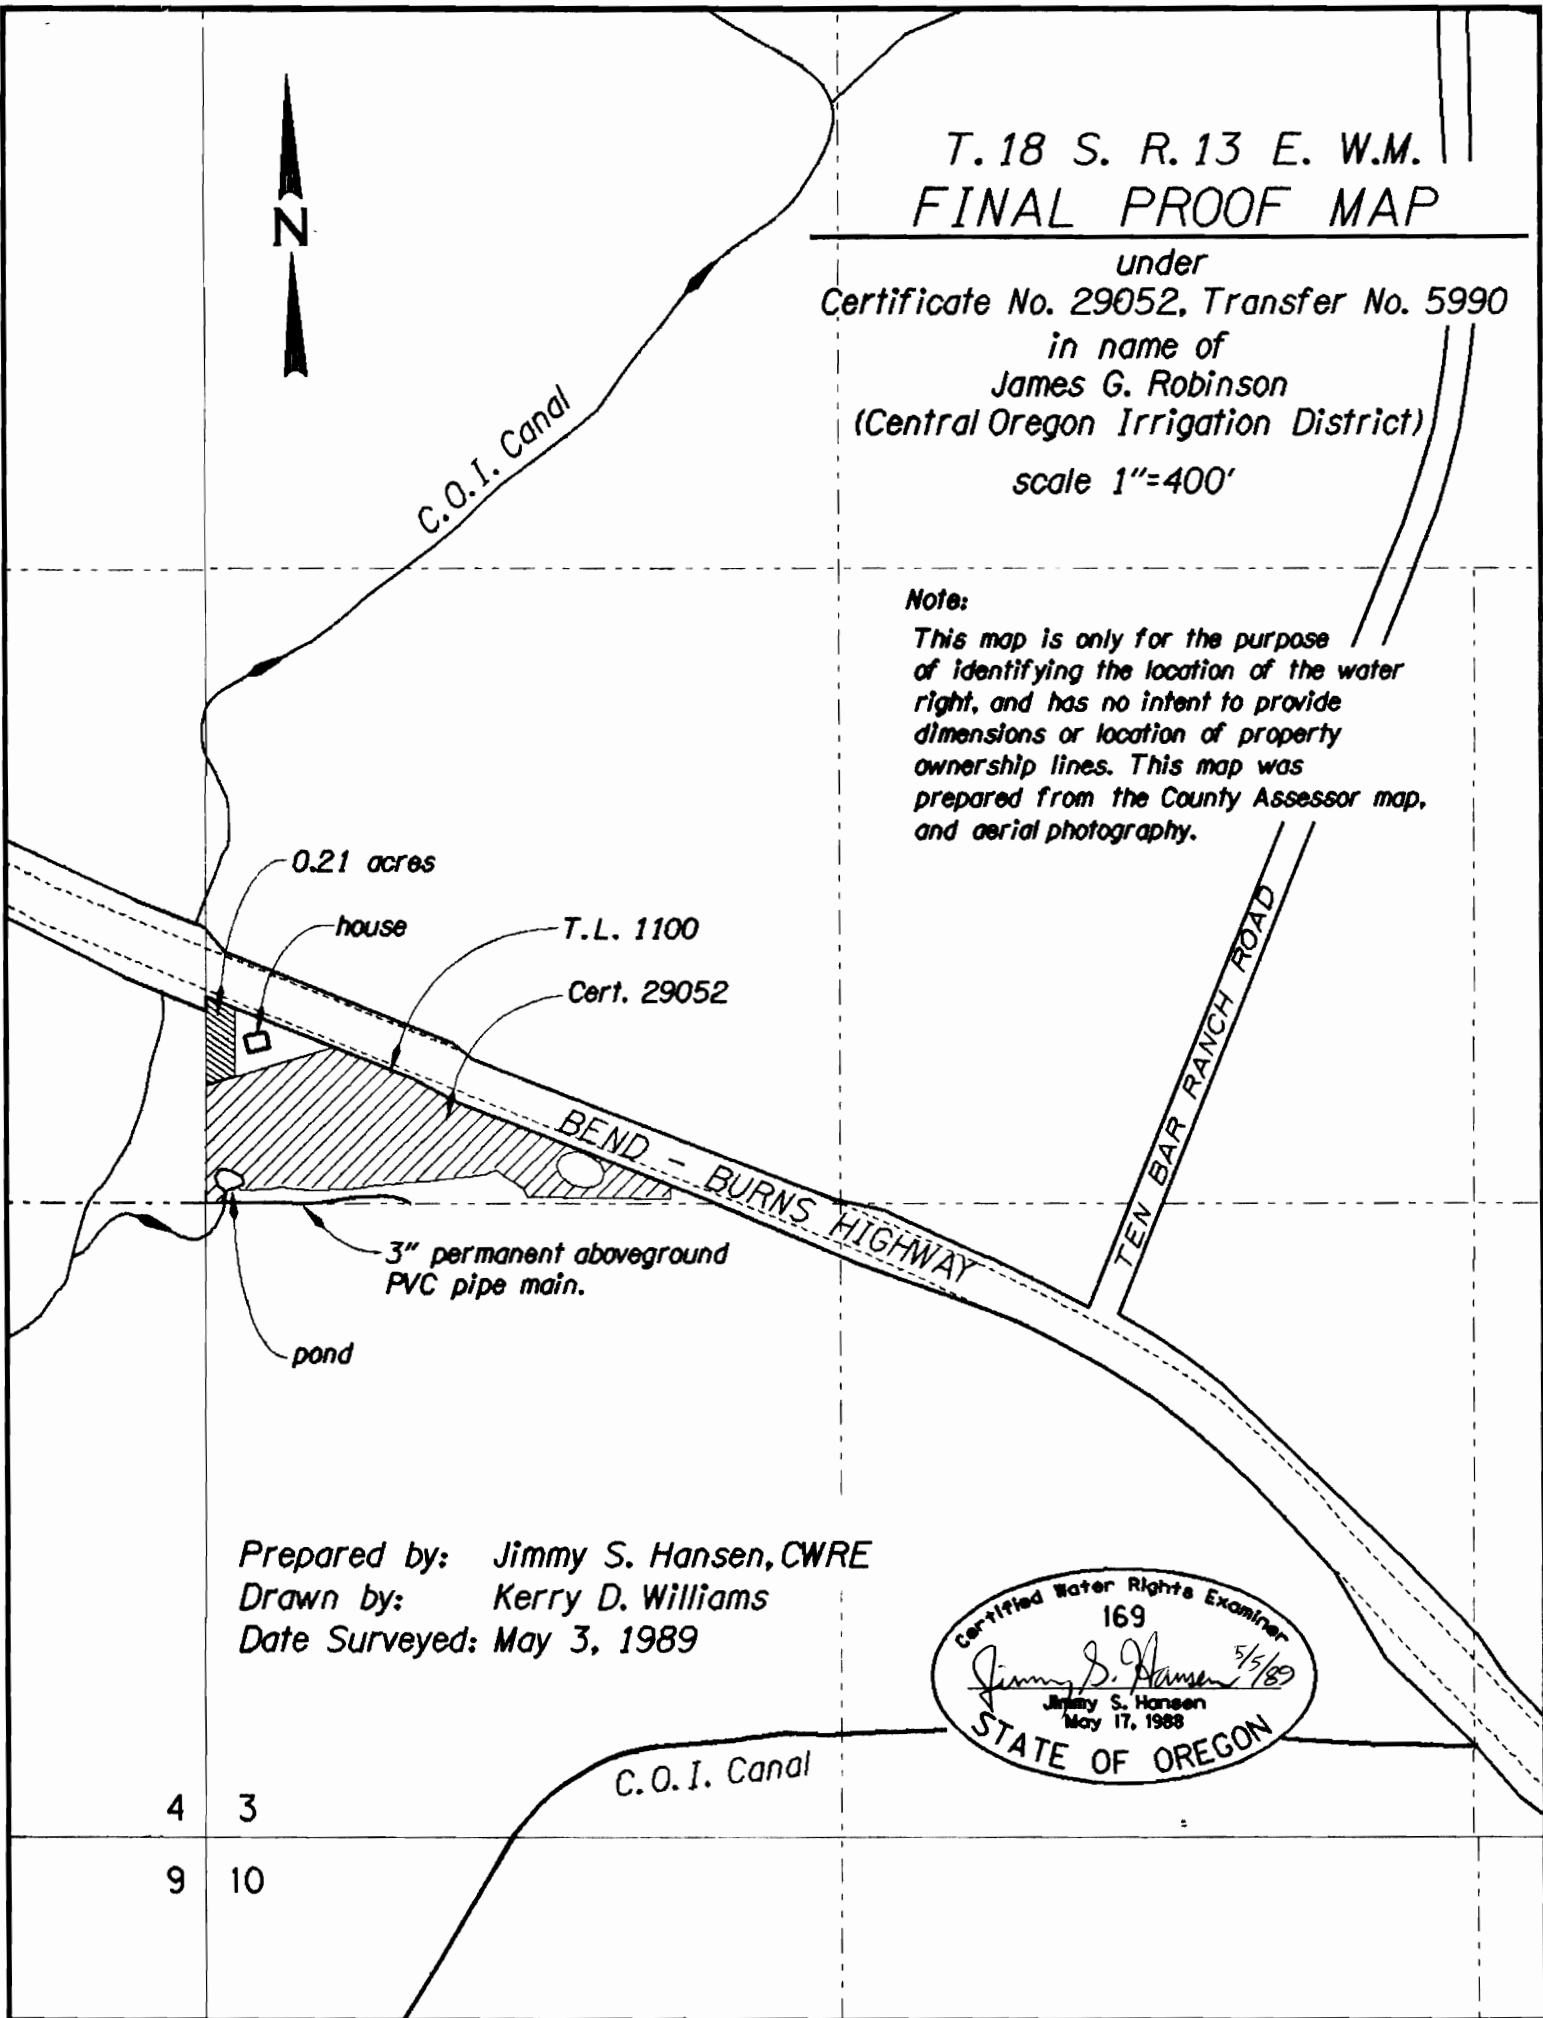 N
T. 18 S. R. 13 E. W.M.
FINAL PROOF MAP
under
Certificate No. 29052, Transfer No. 5990
in name of
James G. Robinson
(Central Oregon Irrigation District)
scale 1"=400'
C.O.I. Canal
Note:
This map is only for the purpose
of identifying the location of the water
right, and has no intent to provide
dimensions or location of property
ownership lines. This map was
prepared from the County Assessor map,
and aerial photography.
0.21 acres
house
T.L. 1100
Cert. 29052
TEN BAR RANCH ROAD
BEND - BURNS HIGHWAY
3" permanent aboveground
PVC pipe main.
pond
Prepared by: Jimmy S. Hansen, CWRE
Drawn by: Kerry D. Williams
Date Surveyed: May 3, 1989
Certified Water Rights Examiner
169
Jimmy S. Hansen 5/5/89
Jimmy S. Hansen
May 17, 1988
STATE OF OREGON
C.O.I. Canal
4 3
9 10